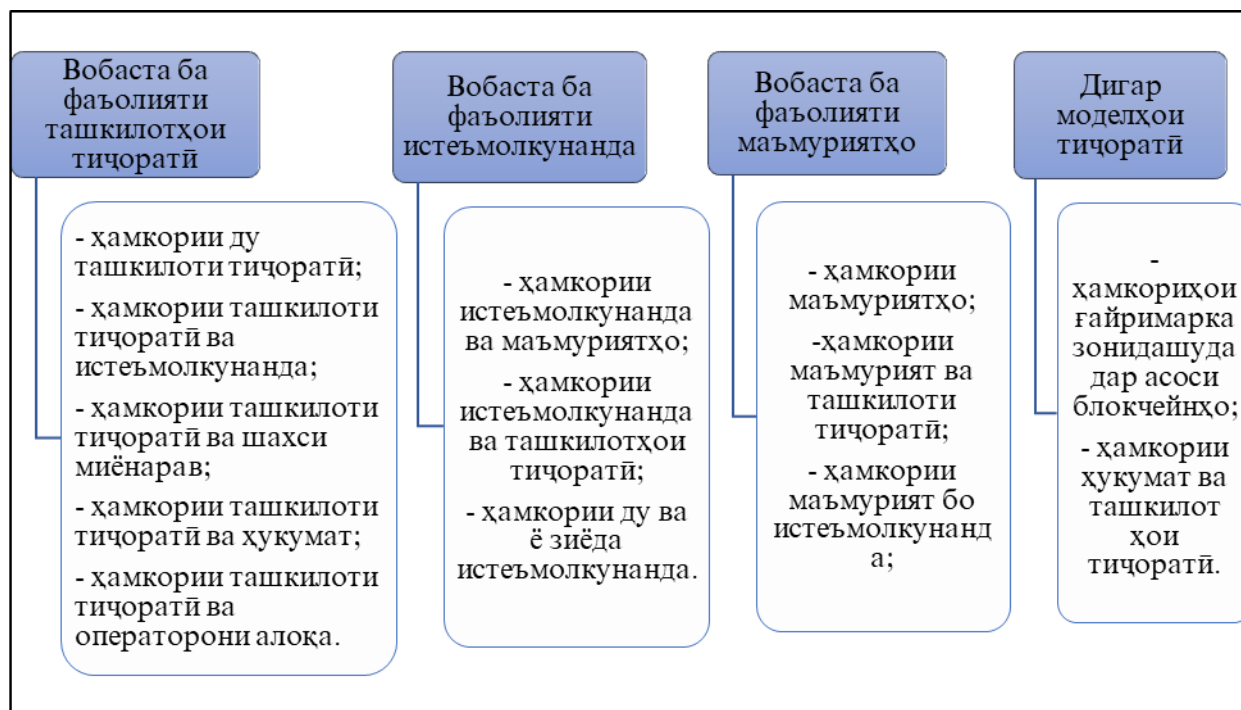 Вобаста ба
фаъолияти
ташкилотҳои
тиҷоратӣ
- ҳамкории ду
ташкилоти тиҷоратӣ;
- ҳамкории ташкилоти
тиҷоратӣ ва
истеъмолкунанда;
- ҳамкории ташкилоти
тиҷоратӣ ва шахси
миёнарав;
- ҳамкории ташкилоти
тиҷоратӣ ва ҳукумат;
- ҳамкории ташкилоти
тиҷоратӣ ва
операторони алоқа.
Вобаста ба
фаъолияти
истеъмолкунанда
- ҳамкории
истеъмолкунанда
ва маъмуриятҳо;
- ҳамкории
истеъмолкунанда
ва ташкилотҳои
тиҷоратӣ;
- ҳамкории ду ва
ё зиёда
истеъмолкунанда.
Вобаста ба
фаъолияти
маъмуриятҳо
- ҳамкории
маъмуриятҳо;
-ҳамкории
маъмурият ва
ташкилоти
тиҷоратӣ;
- ҳамкории
маъмурият бо
истеъмолкунанд
а;
Дигар
моделҳои
тиҷоратӣ
-
ҳамкориҳои
ғайримарка
зонидашуда
дар асоси
блокчейнҳо;
- ҳамкории
ҳукумат ва
ташкилот
ҳои
тиҷоратӣ.